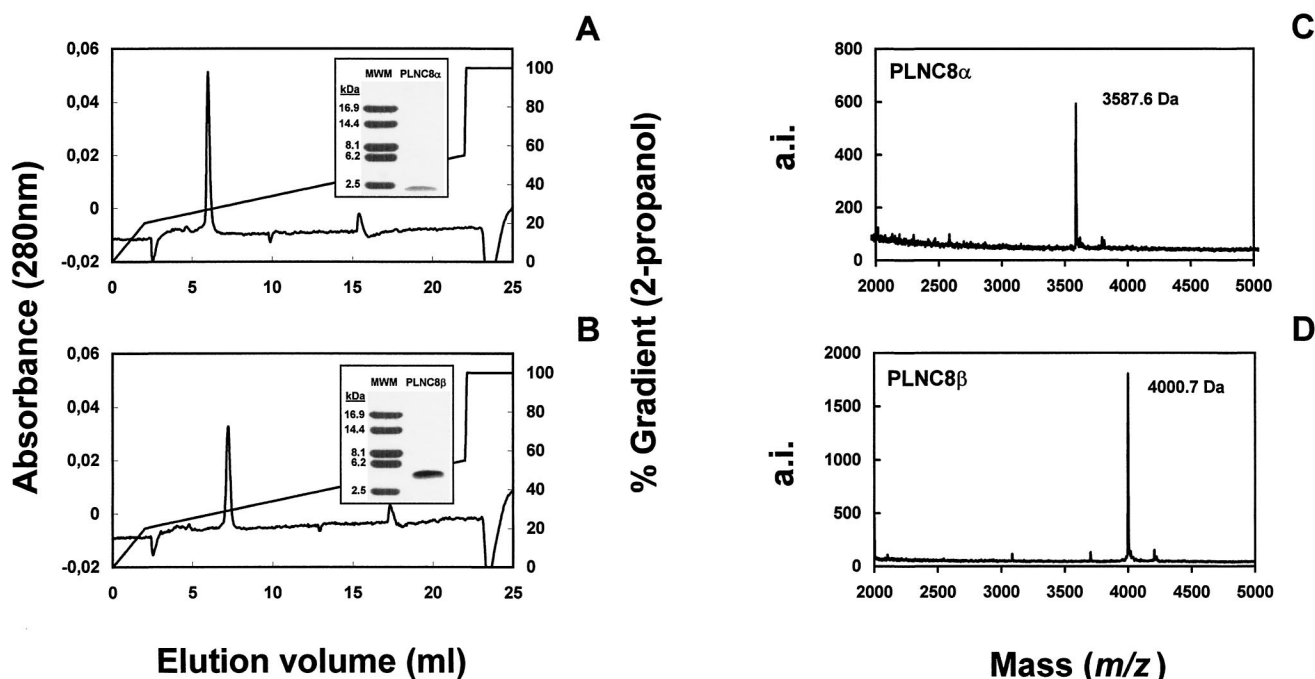 A
Absorbance (280nm)
0,06
0,04
0,02
0
-0,02
0 5 10 15 20 25
100
80
60
40
20
0
MWM PLNC8α
kDa
16.9
14.4
8.1
6.2
2.5
B
0,06
0,04
0,02
0
-0,02
0 5 10 15 20 25
100
80
60
40
20
0
MWM PLNC8β
kDa
16.9
14.4
8.1
6.2
2.5
Elution volume (ml)
% Gradient (2-propanol)
C
a.i.
800
600
400
200
0
PLNC8α
3587.6 Da
2000 2500 3000 3500 4000 4500 5000
D
a.i.
2000
1500
1000
500
0
PLNC8β
4000.7 Da
2000 2500 3000 3500 4000 4500 5000
Mass (m/z)